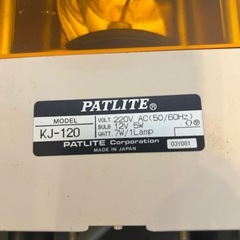 PATLITE®
MODEL
KJ-120
VOLT. 220V AC(50/60Hz)
BULB 12V 5W
WATT. 7W/1Lamp
PATLITE Corporation
MADE IN JAPAN
03Y081